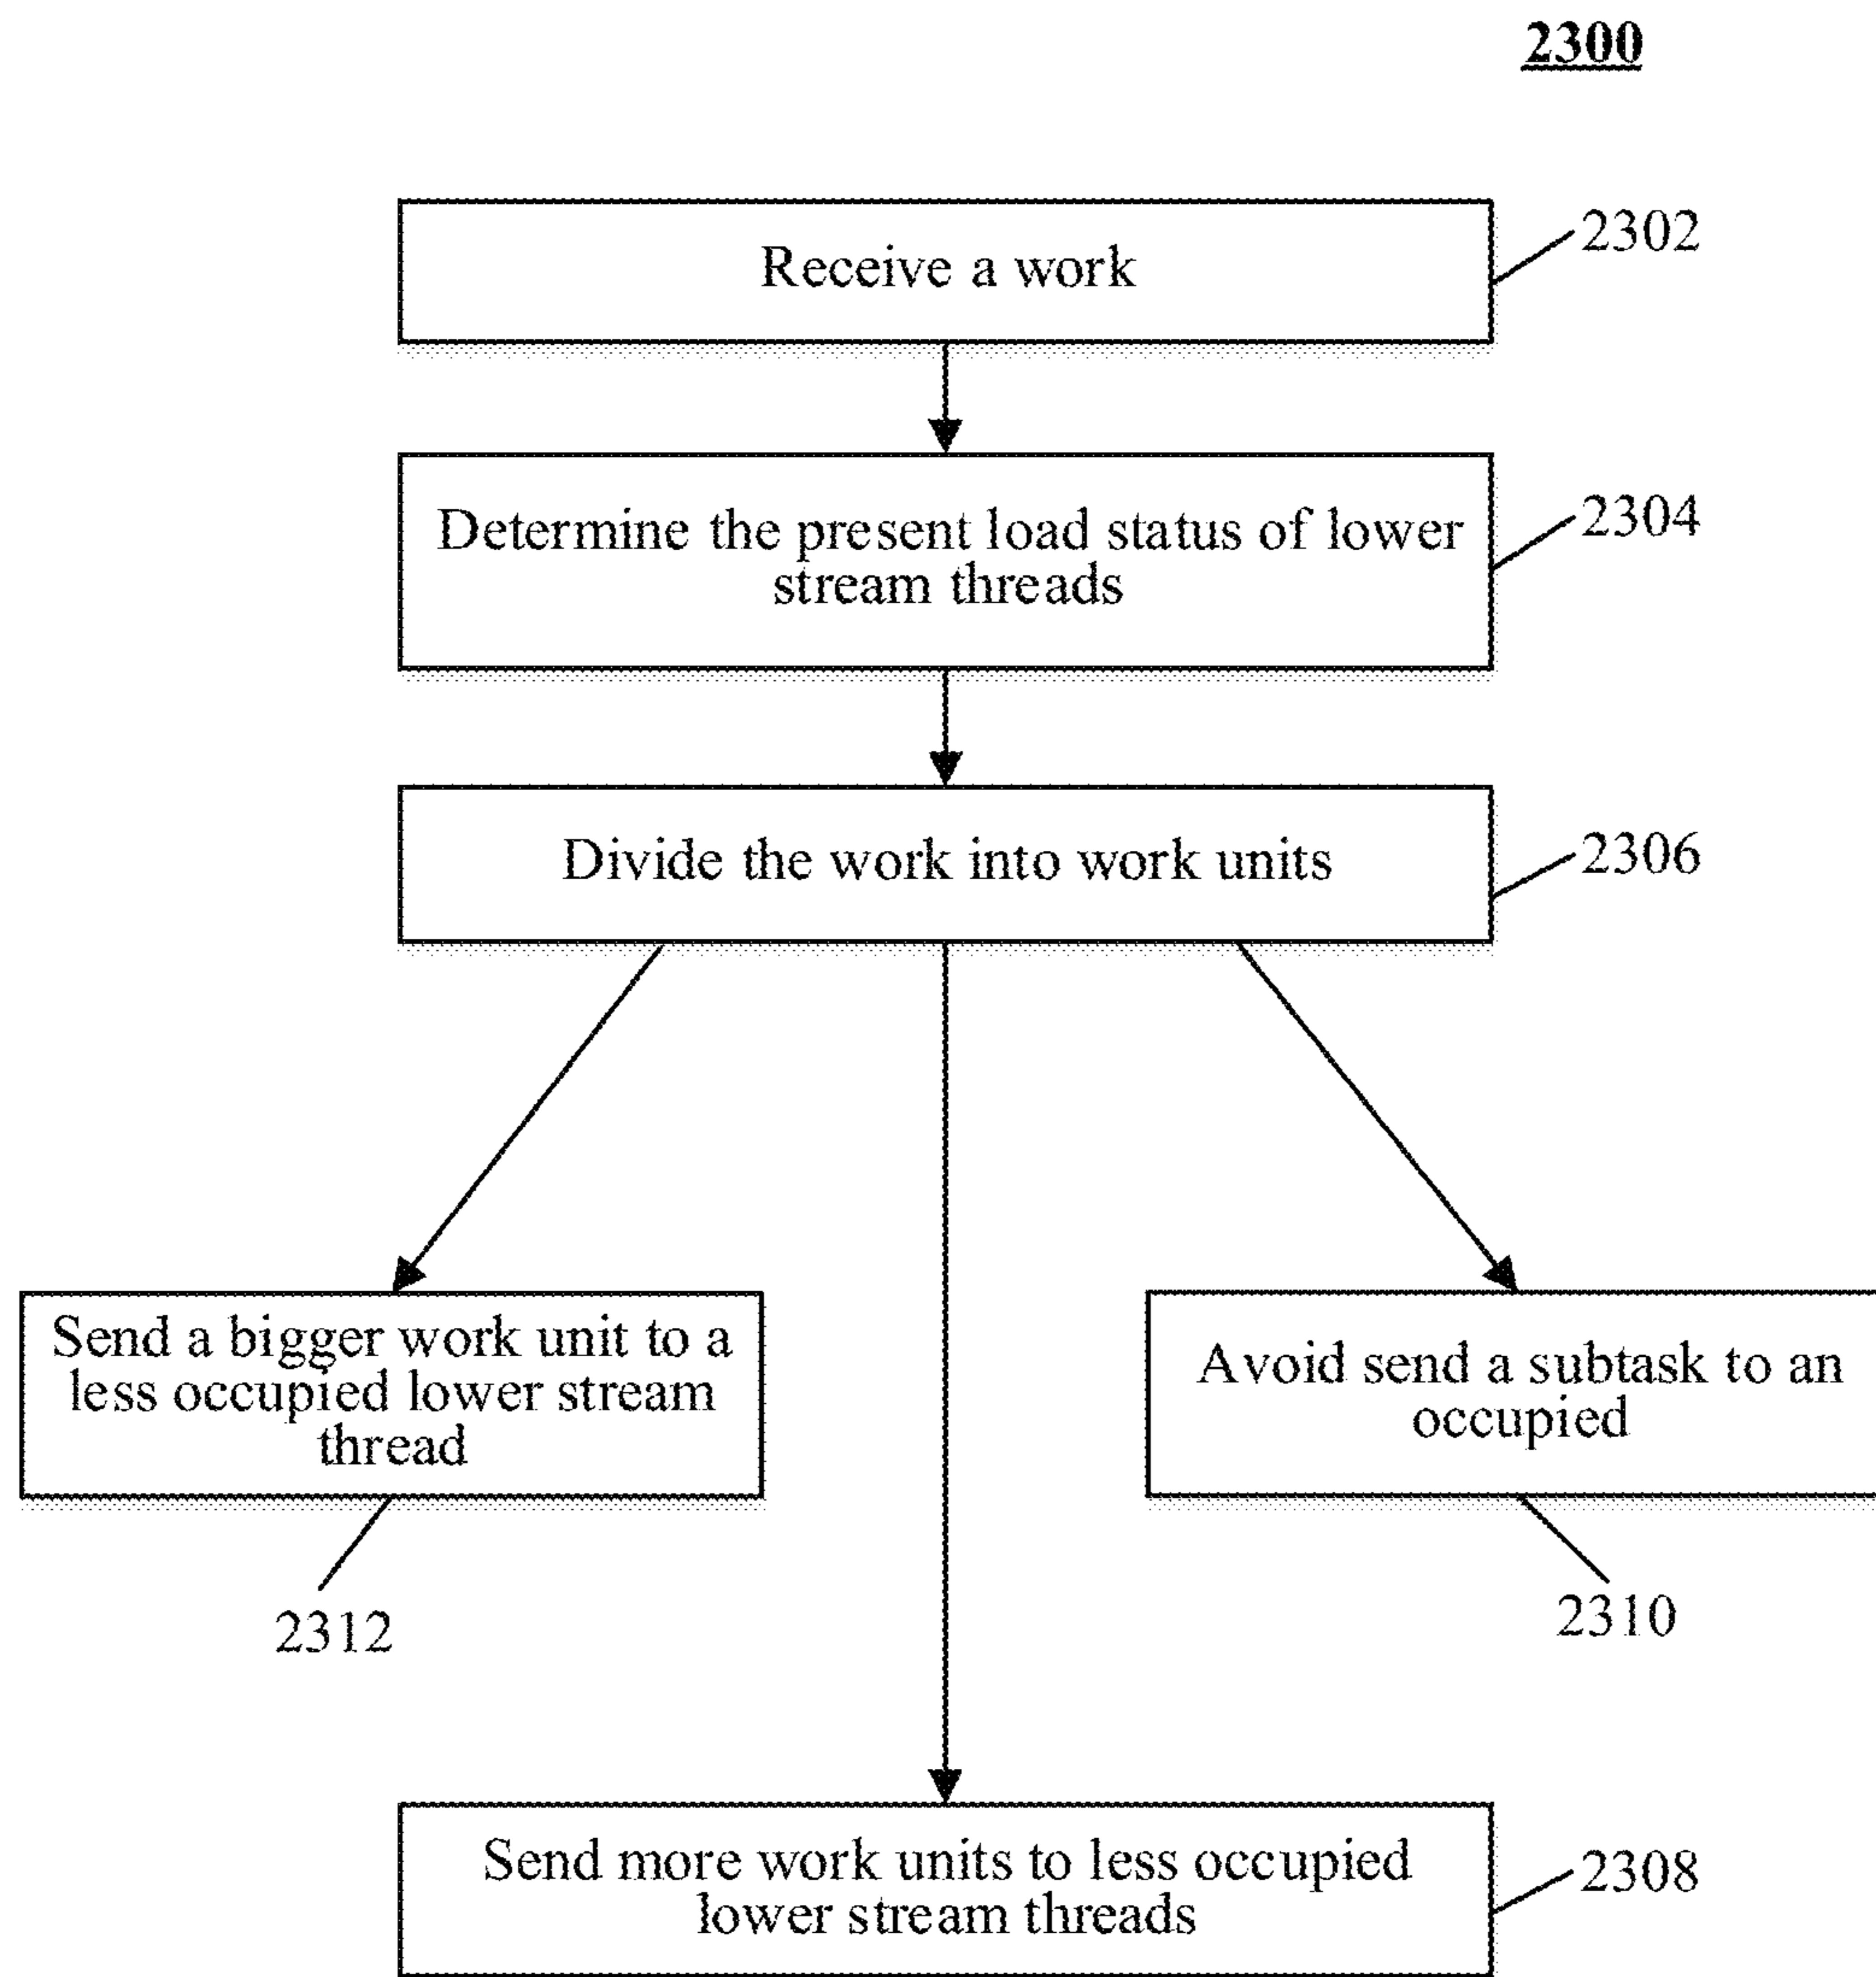 2300
Receive a work
2302
Determine the present load status of lower
stream threads
2304
Divide the work into work units
2306
Send a bigger work unit to a
less occupied lower stream
thread
2312
Avoid send a subtask to an
occupied
2310
Send more work units to less occupied
lower stream threads
2308